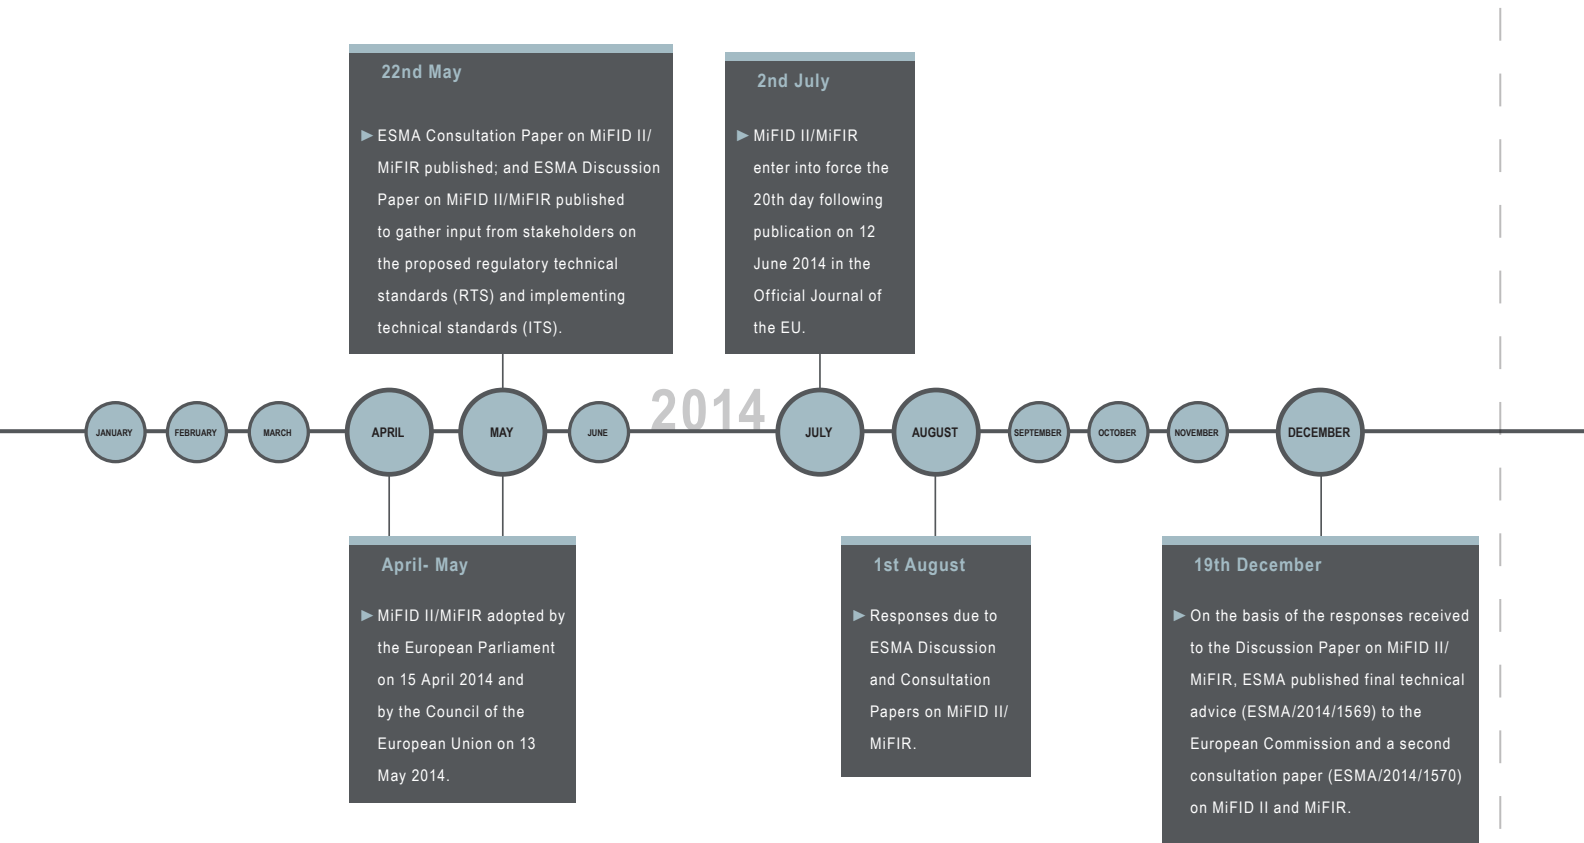 22nd May
► ESMA Consultation Paper on MiFID II/
MiFIR published; and ESMA Discussion
Paper on MiFID II/MiFIR published
to gather input from stakeholders on
the proposed regulatory technical
standards (RTS) and implementing
technical standards (ITS).
2nd July
► MiFID II/MiFIR
enter into force the
20th day following
publication on 12
June 2014 in the
Official Journal of
the EU.
2014
JANUARY
FEBRUARY
MARCH
APRIL
MAY
JUNE
JULY
AUGUST
SEPTEMBER
OCTOBER
NOVEMBER
DECEMBER
April- May
► MiFID II/MiFIR adopted by
the European Parliament
on 15 April 2014 and
by the Council of the
European Union on 13
May 2014.
1st August
► Responses due to
ESMA Discussion
and Consultation
Papers on MiFID II/
MiFIR.
19th December
► On the basis of the responses received
to the Discussion Paper on MiFID II/
MiFIR, ESMA published final technical
advice (ESMA/2014/1569) to the
European Commission and a second
consultation paper (ESMA/2014/1570)
on MiFID II and MiFIR.